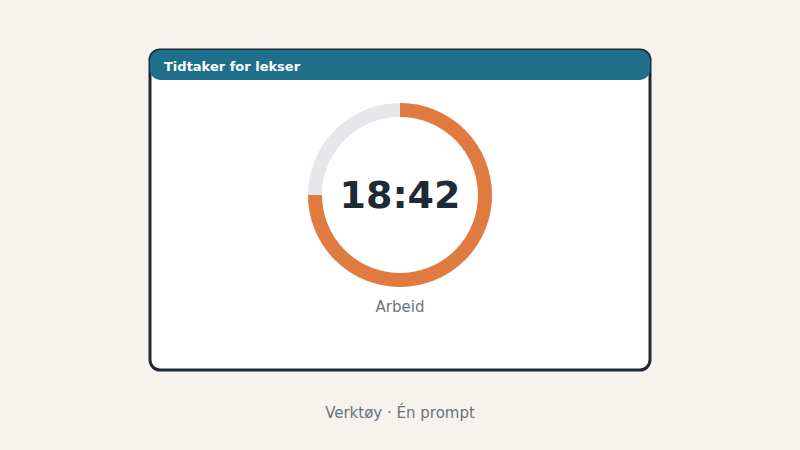 Tidtaker for lekser
18:42
Arbeid
Verktøy · Én prompt